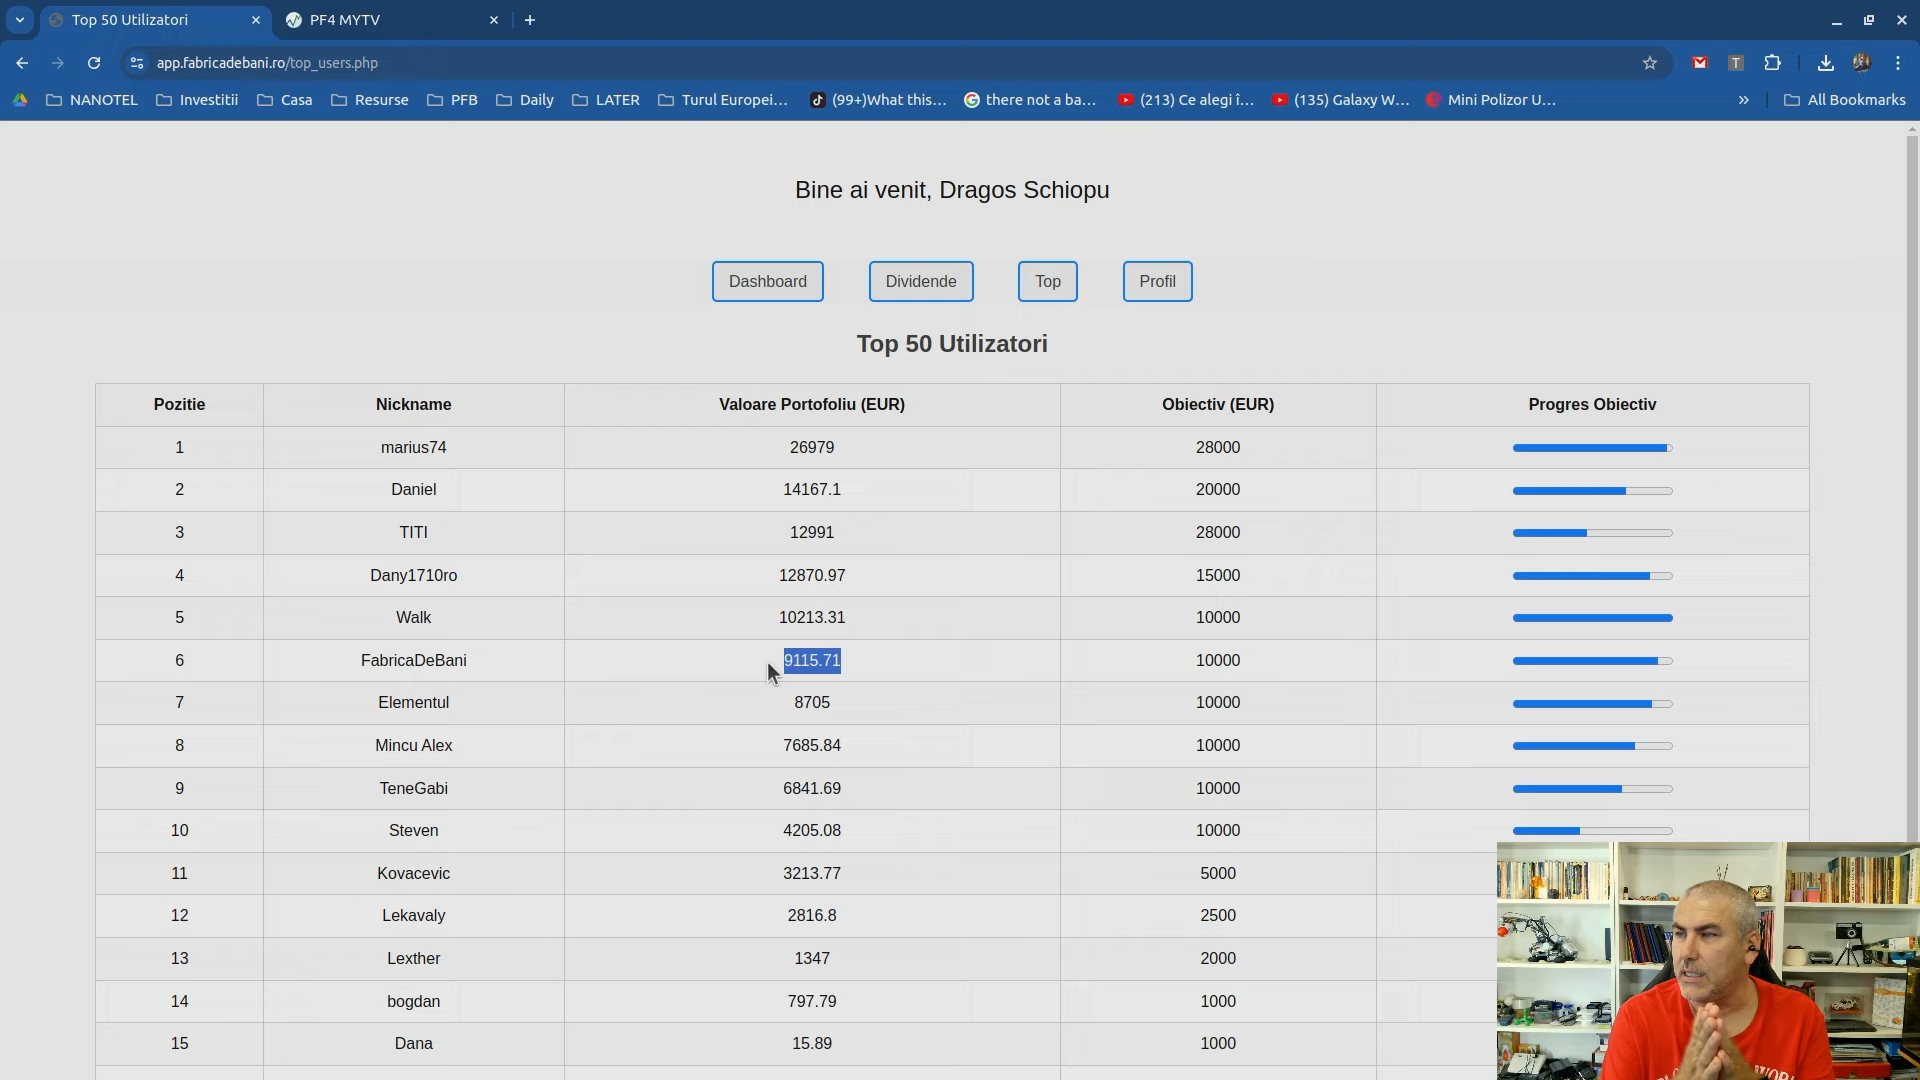 Top 50 Utilizatori
PF4 MYTV
app.fabricadebani.ro/top_users.php
T
NANOTEL Investitii Casa Resurse PFB Daily LATER Turul Europei... (99+)What this... there not a ba... (213) Ce alegi î... (135) Galaxy W... Mini Polizor U... » All Bookmarks
Bine ai venit, Dragos Schiopu
Dashboard Dividende Top Profil
Top 50 Utilizatori
Pozitie Nickname Valoare Portofoliu (EUR) Obiectiv (EUR) Progres Obiectiv
1 marius74 26979 28000
2 Daniel 14167.1 20000
3 TITI 12991 28000
4 Dany1710ro 12870.97 15000
5 Walk 10213.31 10000
6 FabricaDeBani 9115.71 10000
7 Elementul 8705 10000
8 Mincu Alex 7685.84 10000
9 TeneGabi 6841.69 10000
10 Steven 4205.08 10000
11 Kovacevic 3213.77 5000
12 Lekavaly 2816.8 2500
13 Lexther 1347 2000
14 bogdan 797.79 1000
15 Dana 15.89 1000